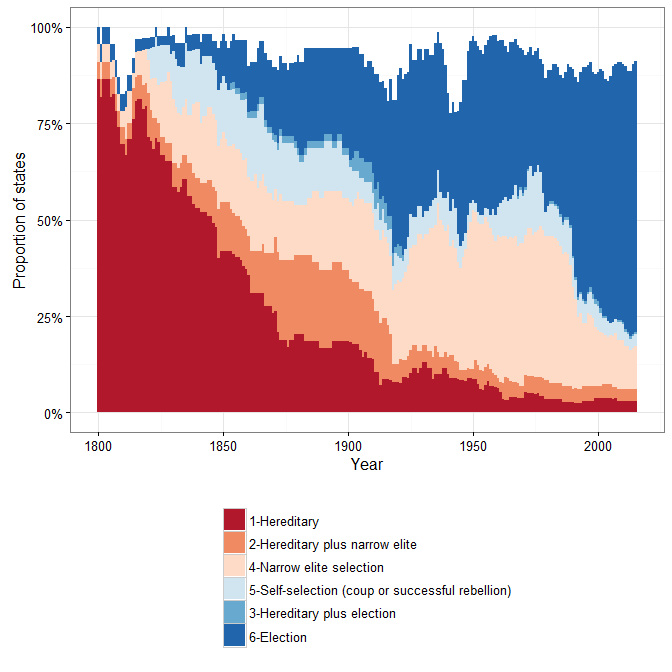 100%
75%
50%
25%
0%
Proportion of states
1800
1850
1900
1950
2000
Year
1-Hereditary
2-Hereditary plus narrow elite
4-Narrow elite selection
5-Self-selection (coup or successful rebellion)
3-Hereditary plus election
6-Election